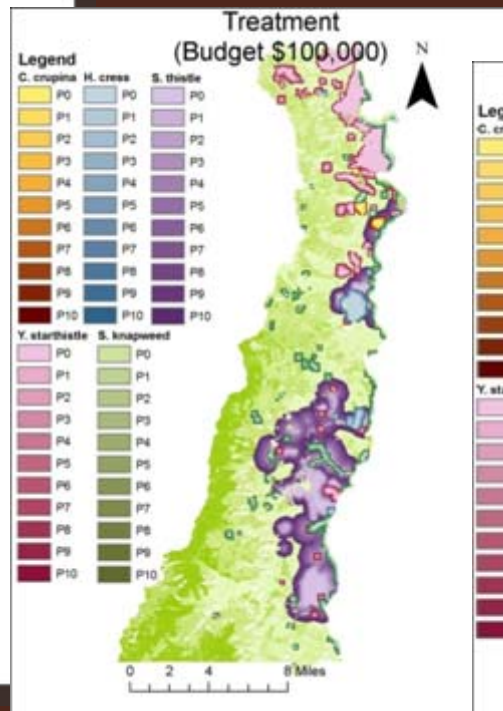 Treatment
(Budget $100,000)
N
Legend
C. crupina H. cress S. thistle
P0 P0 P0
P1 P1 P1
P2 P2 P2
P3 P3 P3
P4 P4 P4
P5 P5 P5
P6 P6 P6
P7 P7 P7
P8 P8 P8
P9 P9 P9
P10 P10 P10
Y. starthistle S. knapweed
P0 P0
P1 P1
P2 P2
P3 P3
P4 P4
P5 P5
P6 P6
P7 P7
P8 P8
P9 P9
P10 P10
0 2 4 8 Miles
Leg
C. cr
Y. sta